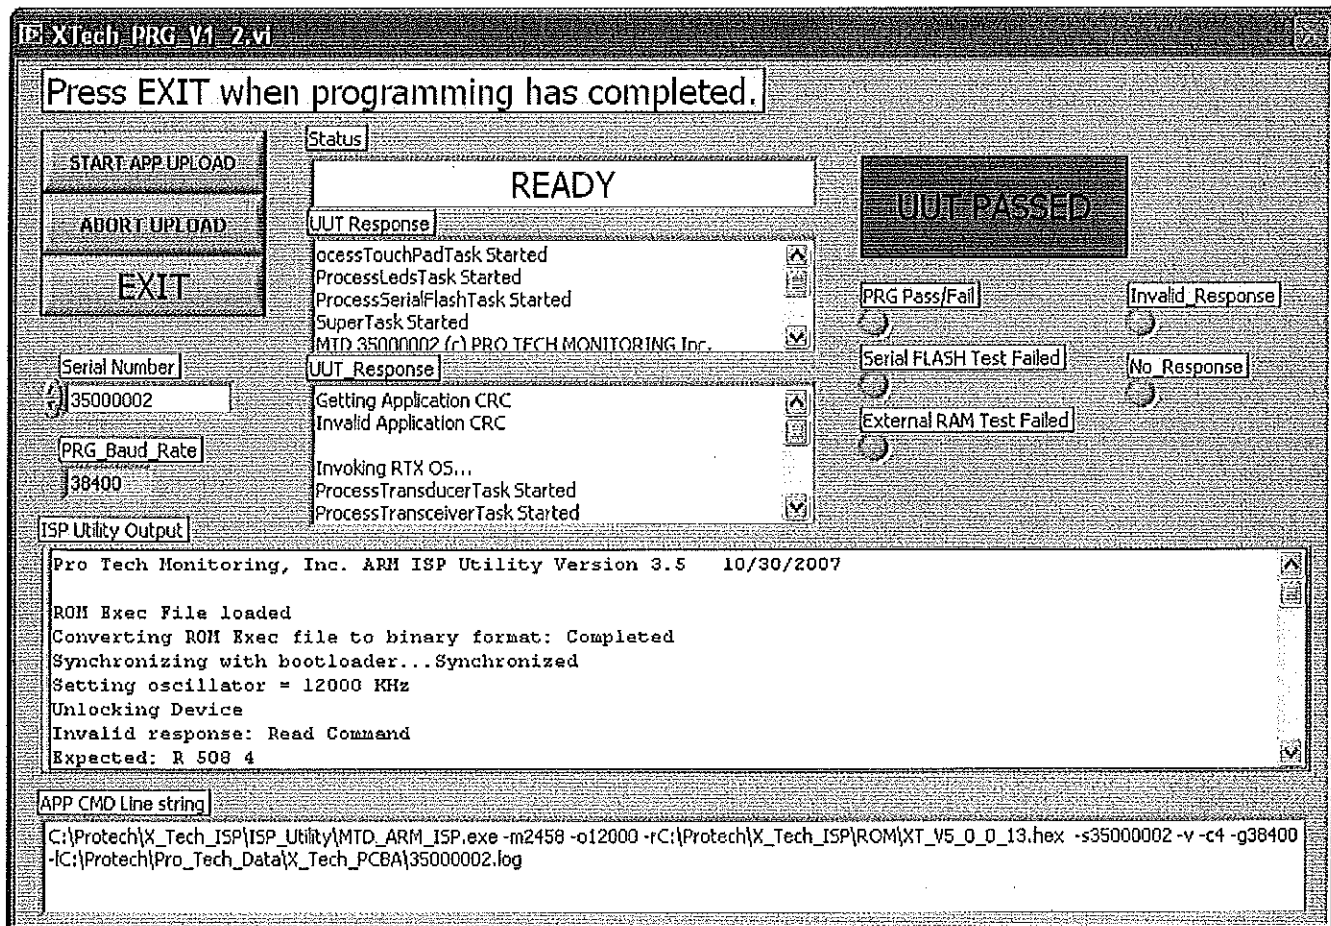 XTech_PRG_V1_2.vi
Press EXIT when programming has completed.
START APP UPLOAD
ABORT UPLOAD
EXIT
Status
READY
UUT PASSED
UUT Response
ocessTouchPadTask Started
ProcessLedsTask Started
ProcessSerialFlashTask Started
SuperTask Started
MTD 35000002 (c) PRO TECH MONITORING Inc.
PRG Pass/Fail
Invalid_Response
Serial FLASH Test Failed
No_Response
External RAM Test Failed
Serial Number
35000002
PRG_Baud_Rate
38400
UUT_Response
Getting Application CRC
Invalid Application CRC
Invoking RTX OS...
ProcessTransducerTask Started
ProcessTransceiverTask Started
ISP Utility Output
Pro Tech Monitoring, Inc. ARM ISP Utility Version 3.5   10/30/2007
ROM Exec File loaded
Converting ROM Exec file to binary format: Completed
Synchronizing with bootloader...Synchronized
Setting oscillator = 12000 KHz
Unlocking Device
Invalid response: Read Command
Expected: R 508 4
APP CMD Line string
C:\Protech\X_Tech_ISP\ISP_Utility\MTD_ARM_ISP.exe -m2458 -o12000 -rC:\Protech\X_Tech_ISP\ROM\XT_V5_0_0_13.hex -s35000002 -v -c4 -g38400
-lC:\Protech\Pro_Tech_Data\X_Tech_PCBA\35000002.log